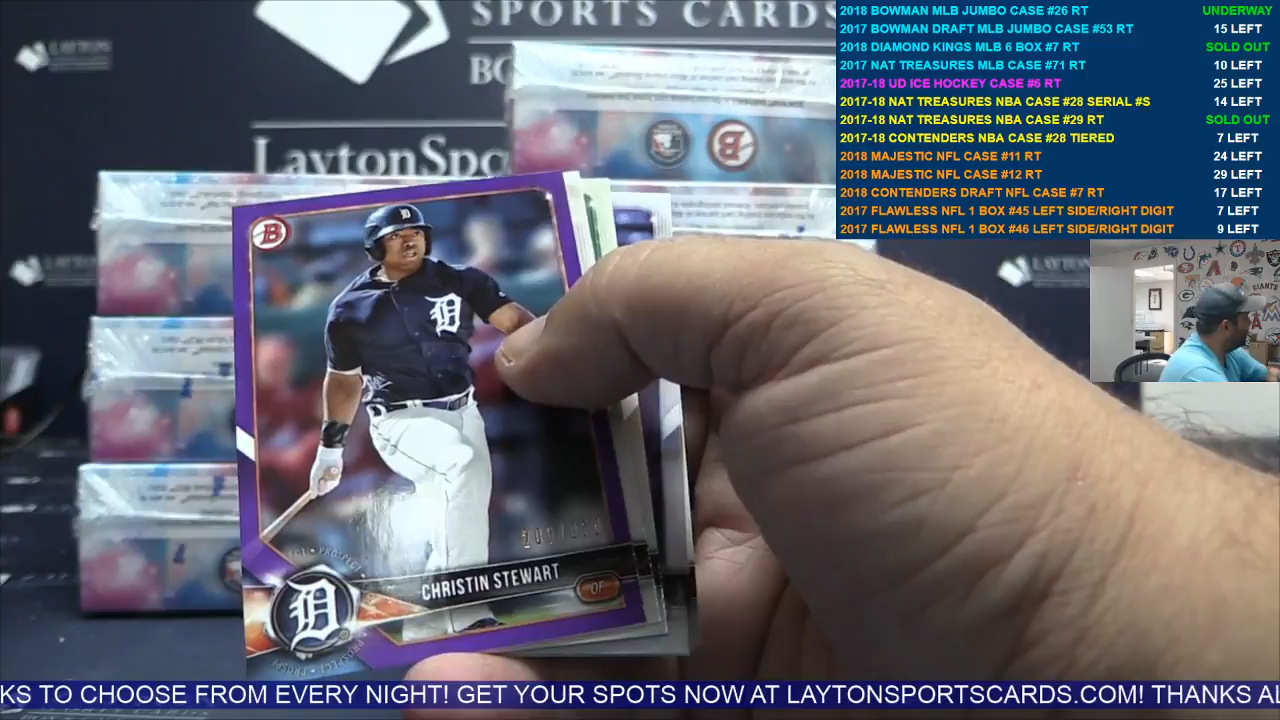 SPORTS CARDS
BO
LAYTON
LaytonSpo
2018 BOWMAN MLB JUMBO CASE #26 RT UNDERWAY
2017 BOWMAN DRAFT MLB JUMBO CASE #53 RT 15 LEFT
2018 DIAMOND KINGS MLB 6 BOX #7 RT SOLD OUT
2017 NAT TREASURES MLB CASE #71 RT 10 LEFT
2017-18 UD ICE HOCKEY CASE #6 RT 25 LEFT
2017-18 NAT TREASURES NBA CASE #28 SERIAL #S 14 LEFT
2017-18 NAT TREASURES NBA CASE #29 RT SOLD OUT
2017-18 CONTENDERS NBA CASE #28 TIERED 7 LEFT
2018 MAJESTIC NFL CASE #11 RT 24 LEFT
2018 MAJESTIC NFL CASE #12 RT 29 LEFT
2018 CONTENDERS DRAFT NFL CASE #7 RT 17 LEFT
2017 FLAWLESS NFL 1 BOX #45 LEFT SIDE/RIGHT DIGIT 7 LEFT
2017 FLAWLESS NFL 1 BOX #46 LEFT SIDE/RIGHT DIGIT 9 LEFT
B
D
D
CHRISTIN STEWART
OF
D
GIANTS
KS TO CHOOSE FROM EVERY NIGHT! GET YOUR SPOTS NOW AT LAYTONSPORTSCARDS.COM! THANKS AL